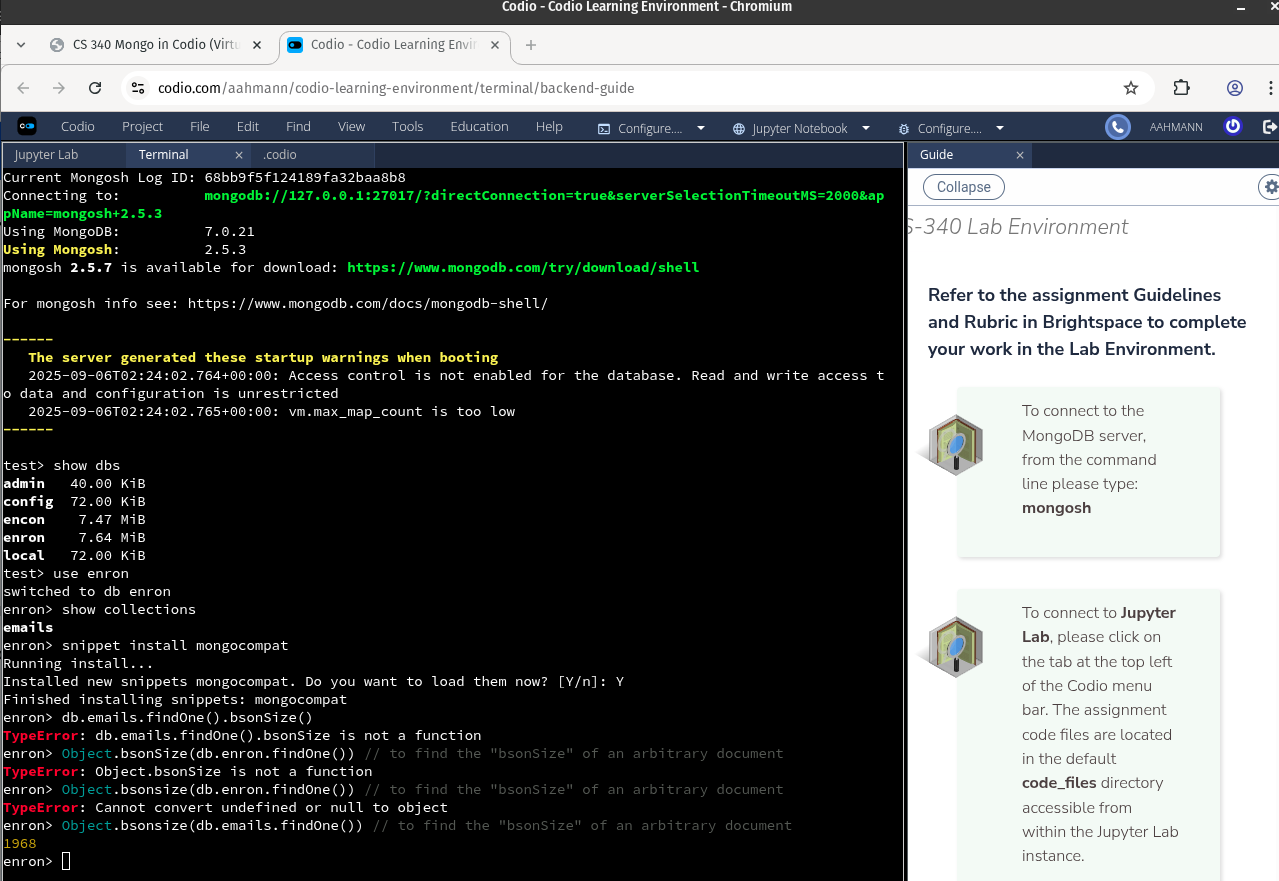 Codio - Codio Learning Environment - Chromium
CS 340 Mongo in Codio (Virtu
Codio - Codio Learning Envir
codio.com/aahmann/codio-learning-environment/terminal/backend-guide
Codio Project File Edit Find View Tools Education Help Configure.... Jupyter Notebook Configure.... AAHMANN
Jupyter Lab Terminal .codio
Current Mongosh Log ID: 68bb9f5f124189fa32baa8b8
Connecting to: mongodb://127.0.0.1:27017/?directConnection=true&serverSelectionTimeoutMS=2000&ap
pName=mongosh+2.5.3
Using MongoDB: 7.0.21
Using Mongosh: 2.5.3
mongosh 2.5.7 is available for download: https://www.mongodb.com/try/download/shell
For mongosh info see: https://www.mongodb.com/docs/mongodb-shell/
------
The server generated these startup warnings when booting
2025-09-06T02:24:02.764+00:00: Access control is not enabled for the database. Read and write access t
o data and configuration is unrestricted
2025-09-06T02:24:02.765+00:00: vm.max_map_count is too low
------
test> show dbs
admin 40.00 KiB
config 72.00 KiB
encon 7.47 MiB
enron 7.64 MiB
local 72.00 KiB
test> use enron
switched to db enron
enron> show collections
emails
enron> snippet install mongocompat
Running install...
Installed new snippets mongocompat. Do you want to load them now? [Y/n]: Y
Finished installing snippets: mongocompat
enron> db.emails.findOne().bsonSize()
TypeError: db.emails.findOne().bsonSize is not a function
enron> Object.bsonSize(db.enron.findOne()) // to find the "bsonSize" of an arbitrary document
TypeError: Object.bsonSize is not a function
enron> Object.bsonsize(db.enron.findOne()) // to find the "bsonSize" of an arbitrary document
TypeError: Cannot convert undefined or null to object
enron> Object.bsonsize(db.emails.findOne()) // to find the "bsonSize" of an arbitrary document
1968
enron>
Guide
Collapse
S-340 Lab Environment
Refer to the assignment Guidelines
and Rubric in Brightspace to complete
your work in the Lab Environment.
To connect to the
MongoDB server,
from the command
line please type:
mongosh
To connect to Jupyter
Lab, please click on
the tab at the top left
of the Codio menu
bar. The assignment
code files are located
in the default
code_files directory
accessible from
within the Jupyter Lab
instance.